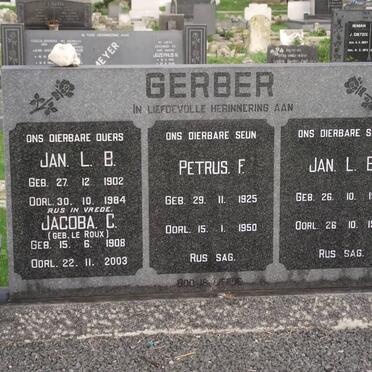 GERBER
IN LIEFDEVOLLE HERINNERING AAN
ONS DIERBARE OUERS
JAN. L. B.
GEB. 27. 12. 1902
OORL. 30. 10. 1984
RUS IN VREDE.
JACOBA. C.
(GEB. LE ROUX)
GEB. 15. 6. 1908
OORL. 22. 11. 2003
ONS DIERBARE SEUN
PETRUS. F.
GEB. 29. 11. 1925
OORL. 15. 1. 1950
RUS SAG.
ONS DIERBARE
JAN. L.
GEB. 26. 10.
OORL. 26. 10.
RUS SAG.
GOD IS LIEFDE